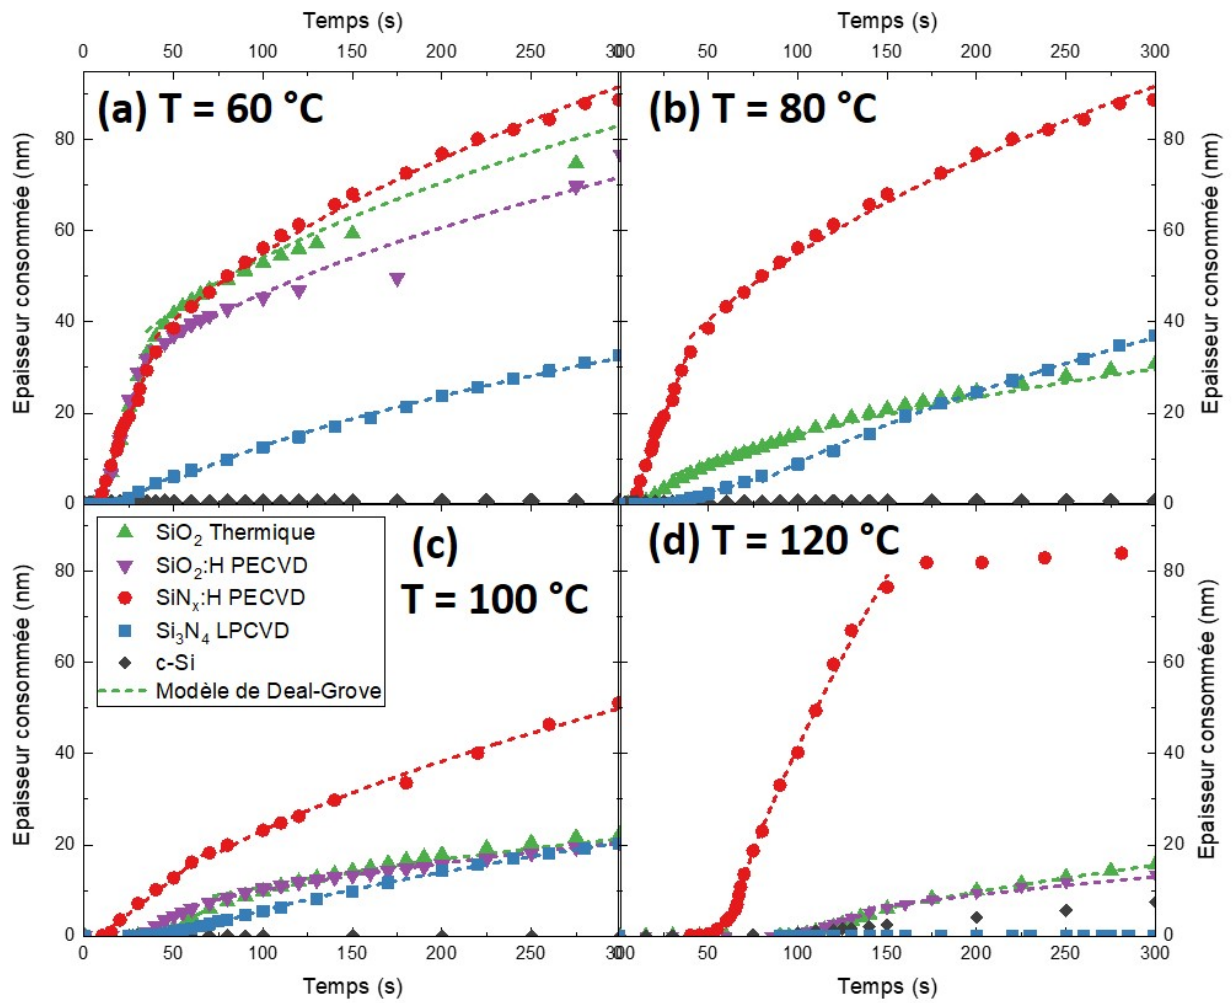 Temps (s)
Temps (s)
0 50 100 150 200 250 300
50 100 150 200 250 300
(a) T = 60 °C
(b) T = 80 °C
Epaisseur consommée (nm)
80
60
40
20
0
Epaisseur consommée (nm)
80
60
40
20
0
SiO2 Thermique
SiO2:H PECVD
SiNx:H PECVD
Si3N4 LPCVD
c-Si
Modèle de Deal-Grove
(c)
T = 100 °C
(d) T = 120 °C
Epaisseur consommée (nm)
80
60
40
20
0
Epaisseur consommée (nm)
80
60
40
20
0
0 50 100 150 200 250
50 100 150 200 250 300
Temps (s)
Temps (s)